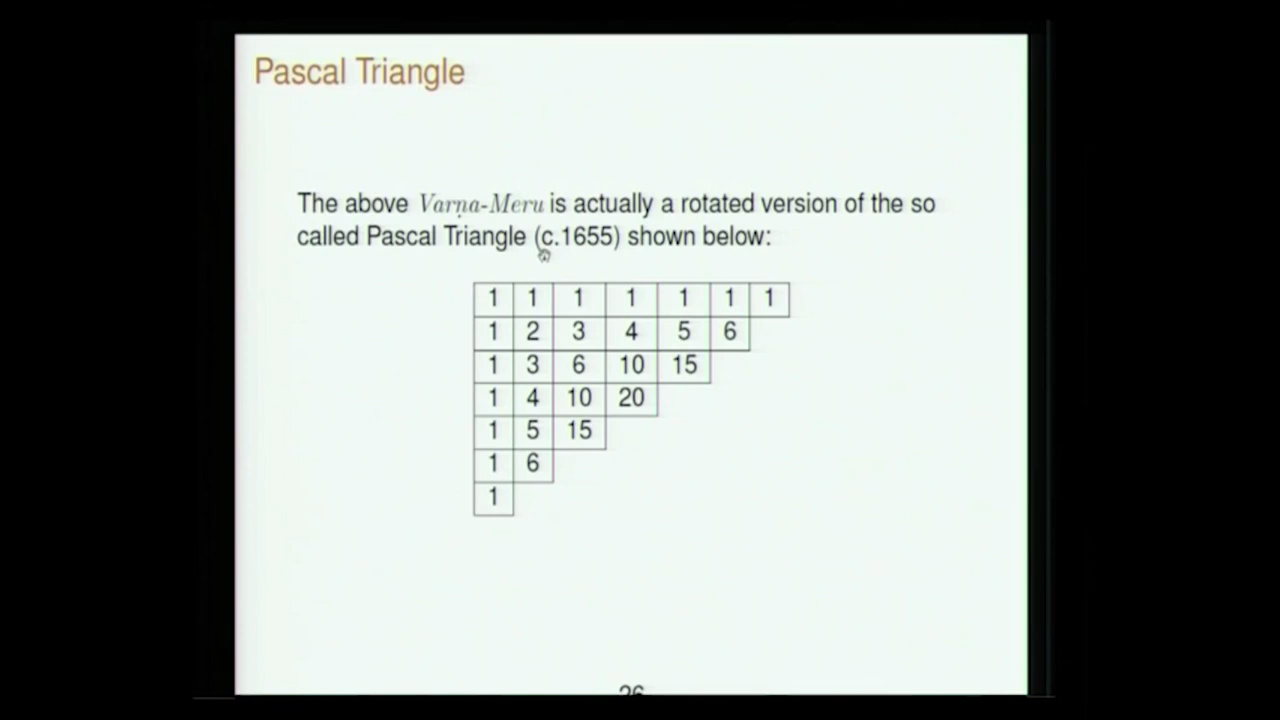 Pascal Triangle
The above Varṇa-Meru is actually a rotated version of the so
called Pascal Triangle (c.1655) shown below:
1 1 1 1 1 1 1
1 2 3 4 5 6
1 3 6 10 15
1 4 10 20
1 5 15
1 6
1
26